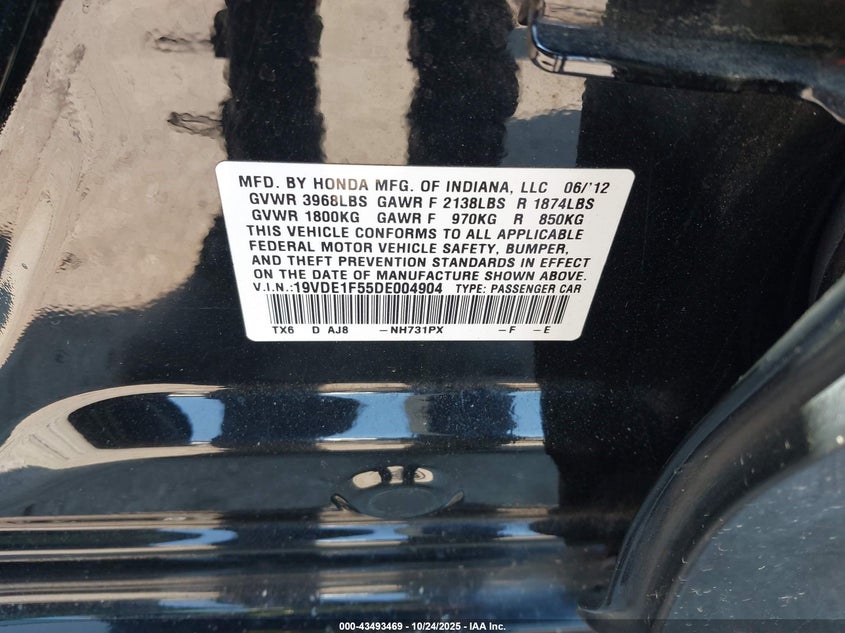 MFD. BY HONDA MFG. OF INDIANA, LLC 06/'12
GVWR 3968LBS GAWR F 2138LBS R 1874LBS
GVWR 1800KG GAWR F 970KG R 850KG
THIS VEHICLE CONFORMS TO ALL APPLICABLE
FEDERAL MOTOR VEHICLE SAFETY, BUMPER,
AND THEFT PREVENTION STANDARDS IN EFFECT
ON THE DATE OF MANUFACTURE SHOWN ABOVE.
V.I.N.:19VDE1F55DE004904 TYPE: PASSENGER CAR
TX6 D AJ8 –NH731PX –F –E
000-43493469 - 10/24/2025 - IAA Inc.